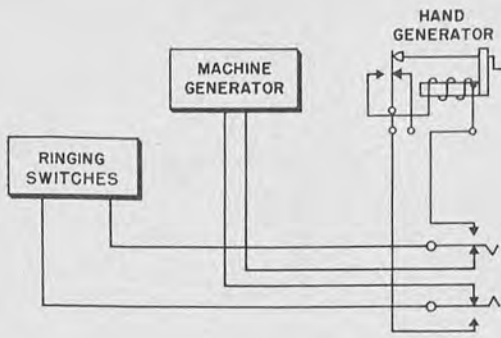 HAND
GENERATOR
MACHINE
GENERATOR
RINGING
SWITCHES